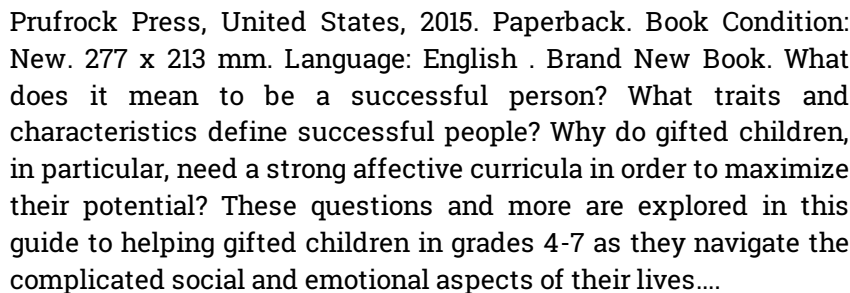 Prufrock Press, United States, 2015. Paperback. Book Condition:
New. 277 x 213 mm. Language: English . Brand New Book. What
does it mean to be a successful person? What traits and
characteristics define successful people? Why do gifted children,
in particular, need a strong affective curricula in order to maximize
their potential? These questions and more are explored in this
guide to helping gifted children in grades 4-7 as they navigate the
complicated social and emotional aspects of their lives....